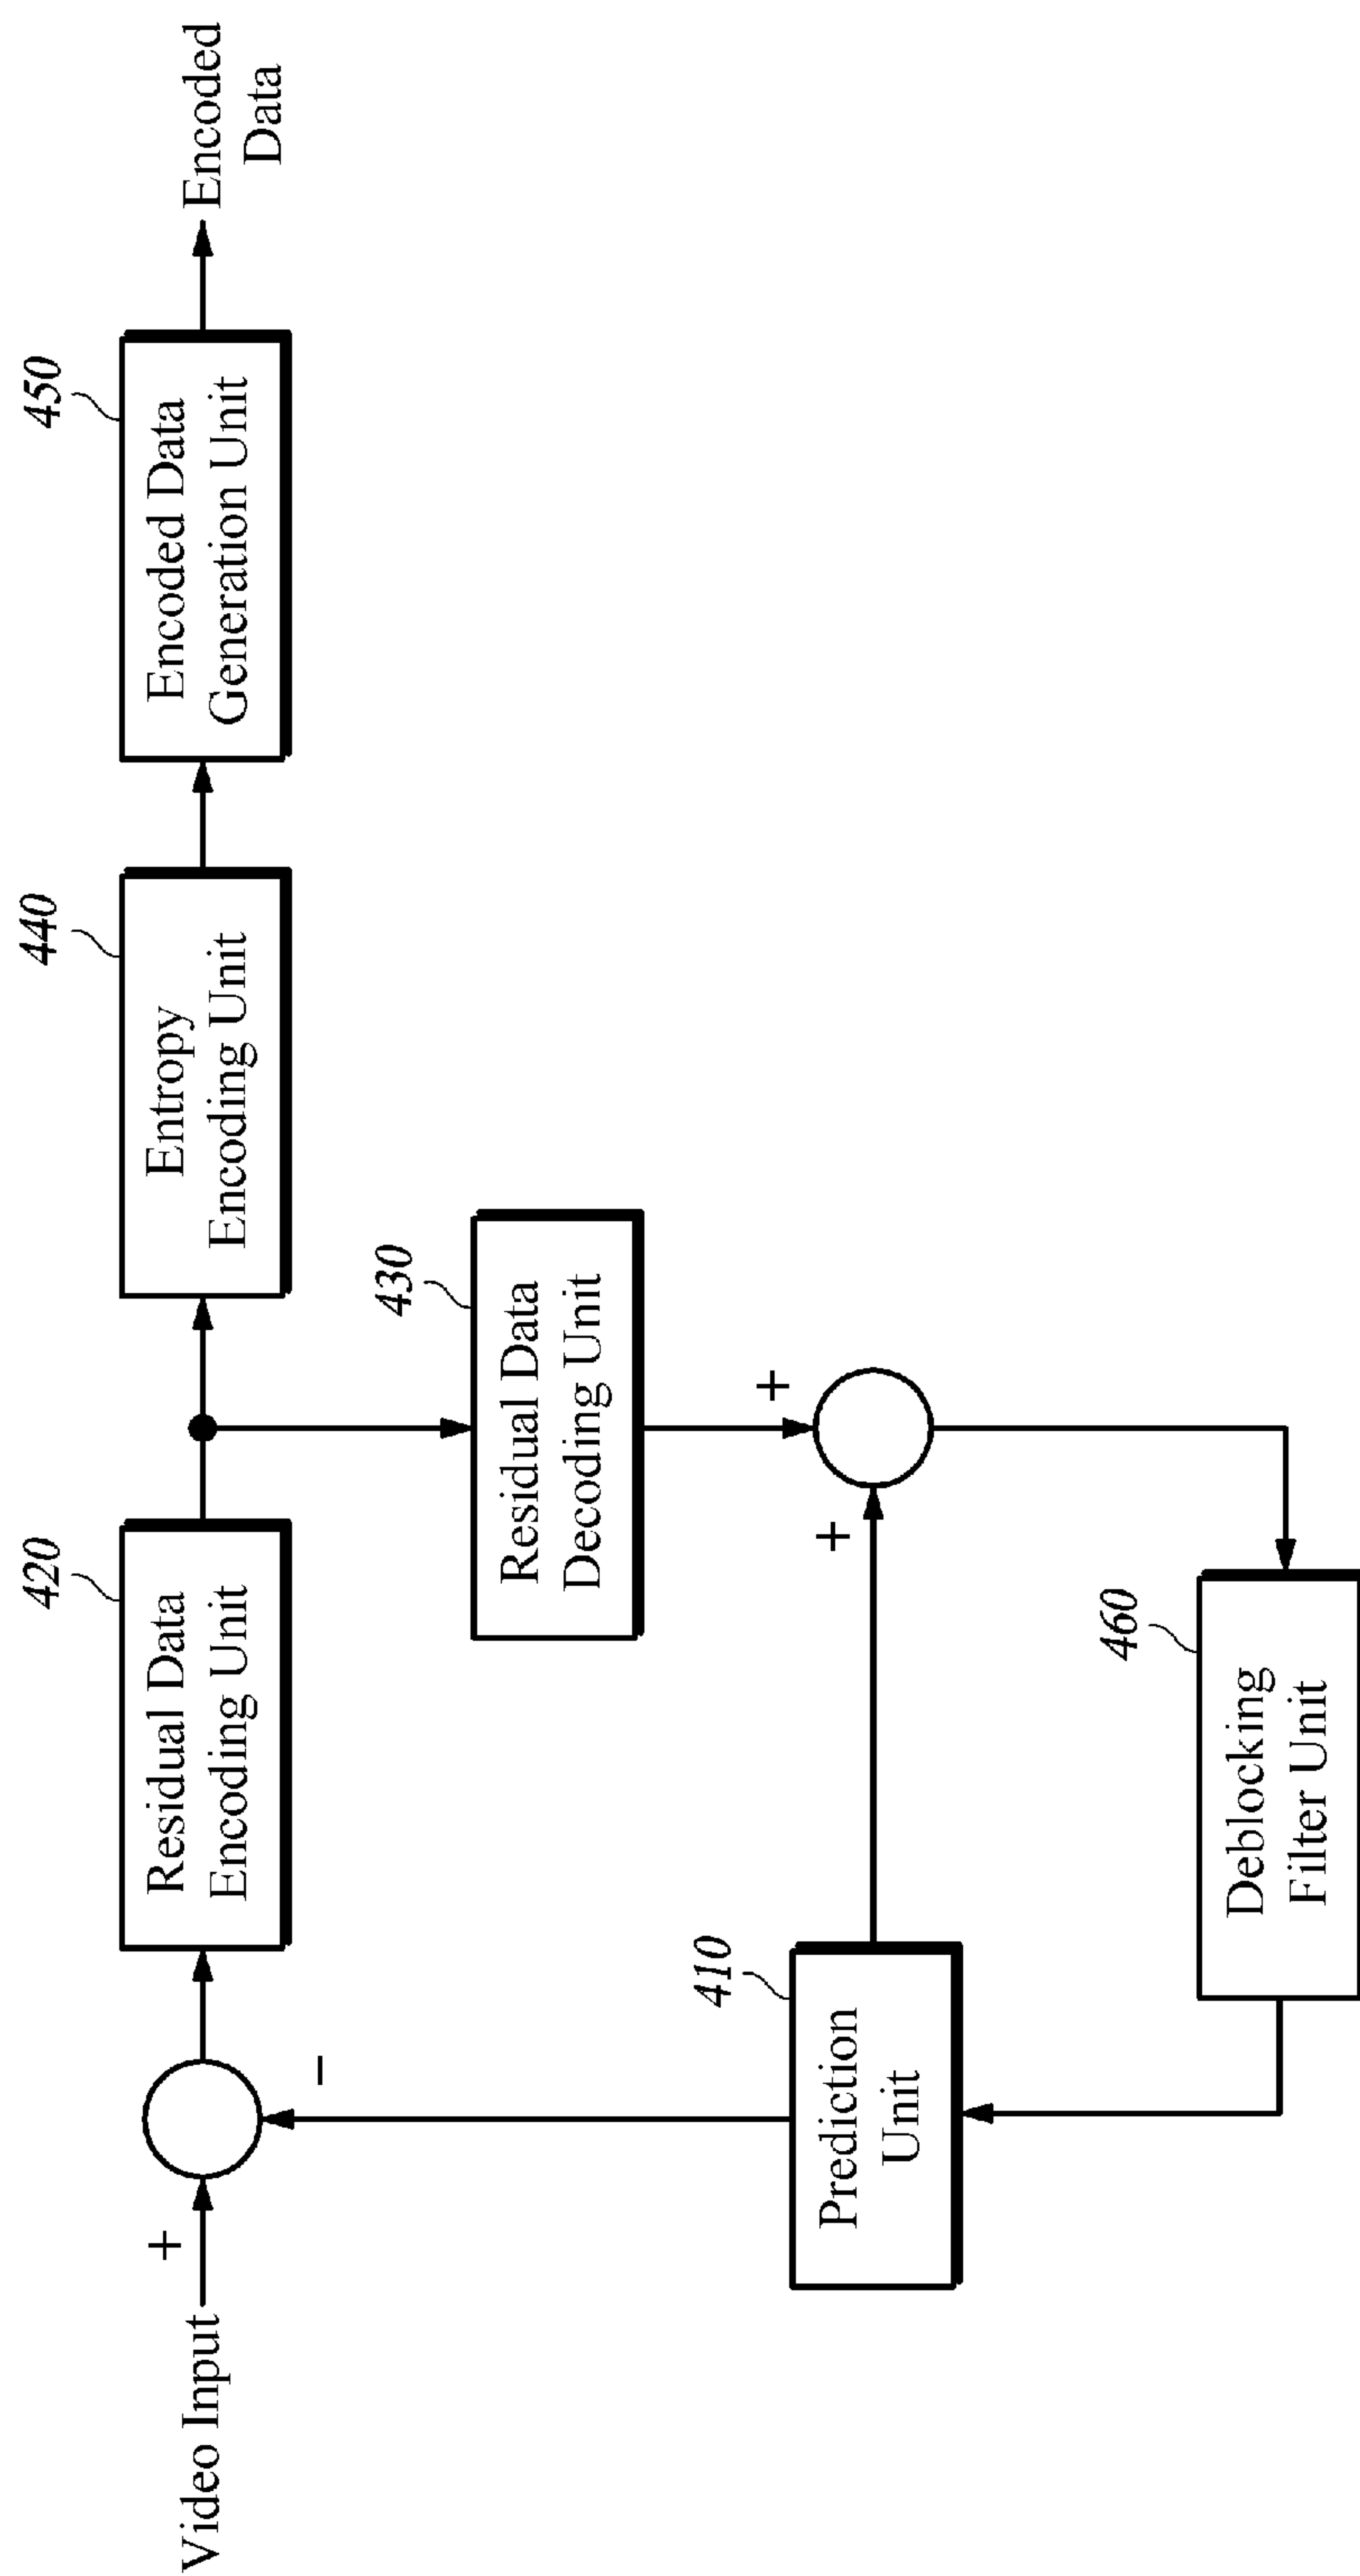 420
440
450
Video Input
+
Residual Data
Encoding Unit
Entropy
Encoding Unit
Encoded Data
Generation Unit
Encoded
Data
−
430
Residual Data
Decoding Unit
410
Prediction
Unit
+
+
460
Deblocking
Filter Unit